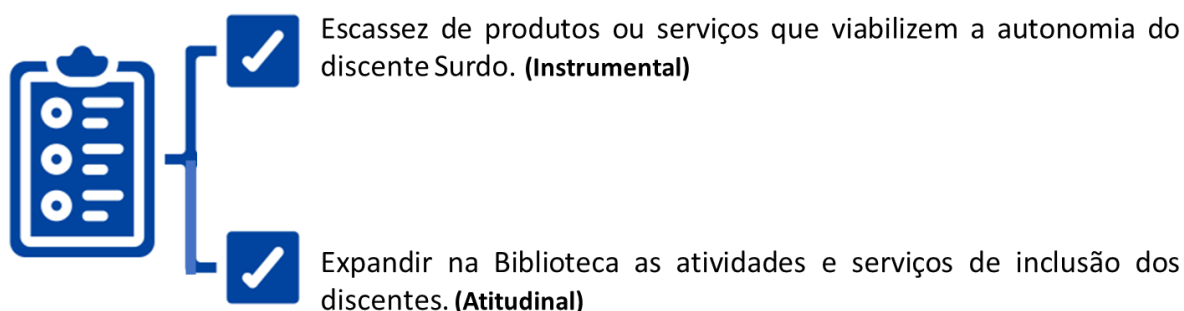 Escassez de produtos ou serviços que viabilizem a autonomia do
discente Surdo. (Instrumental)
Expandir na Biblioteca as atividades e serviços de inclusão dos
discentes. (Atitudinal)